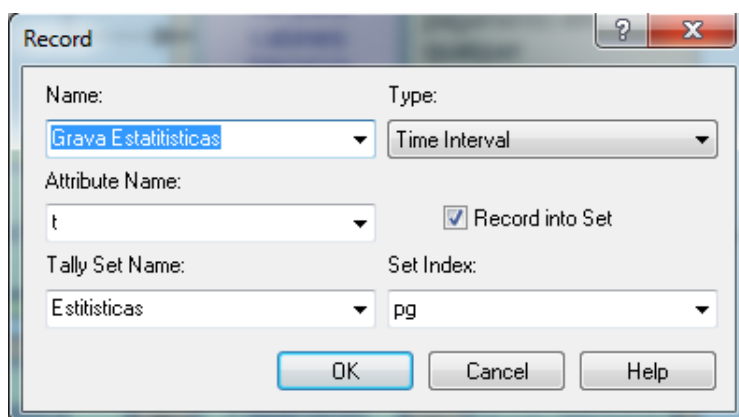 Record
Name: Type:
Grava Estatitisticas Time Interval
Attribute Name:
t Record into Set
Tally Set Name: Set Index:
Estitisticas pg
OK Cancel Help